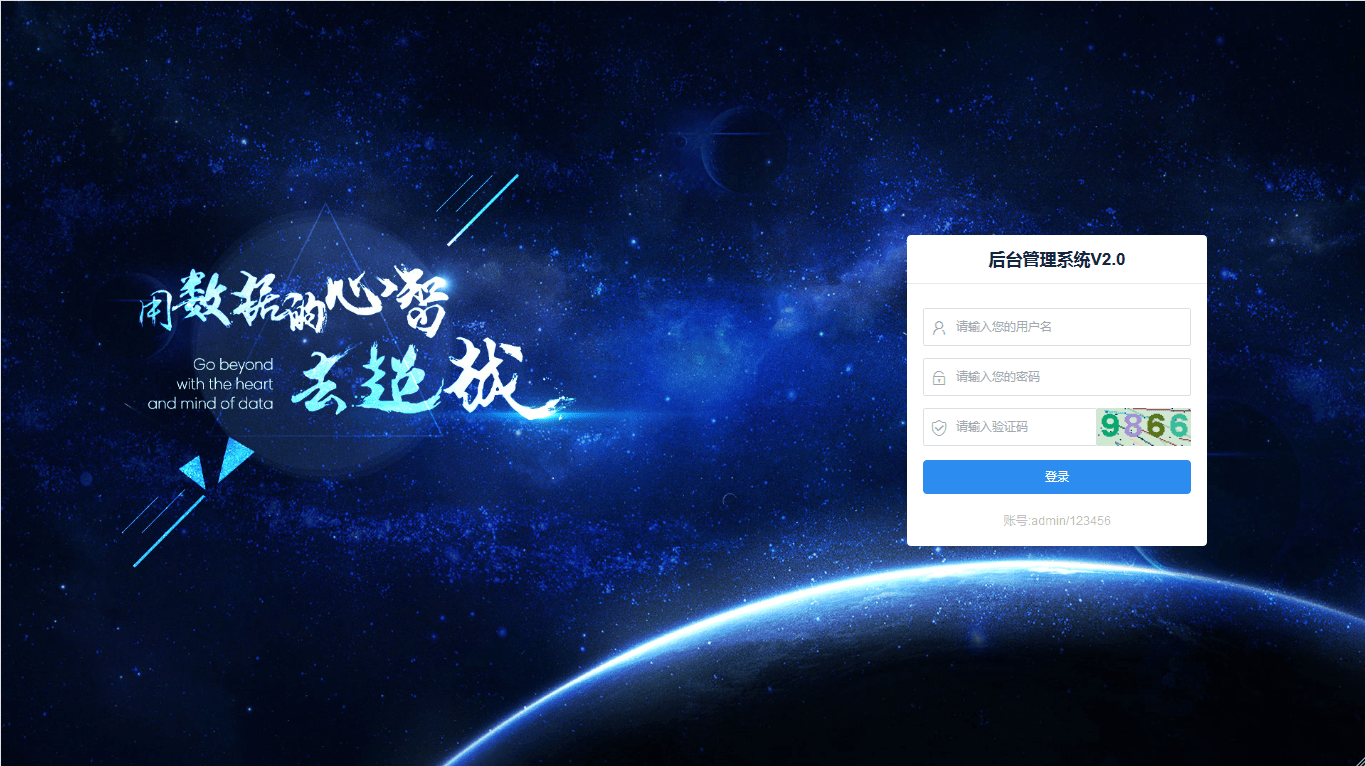 用数据的心智
去超越
Go beyond
with the heart
and mind of data
后台管理系统V2.0
请输入您的用户名
请输入您的密码
请输入验证码
9866
登录
账号:admin/123456